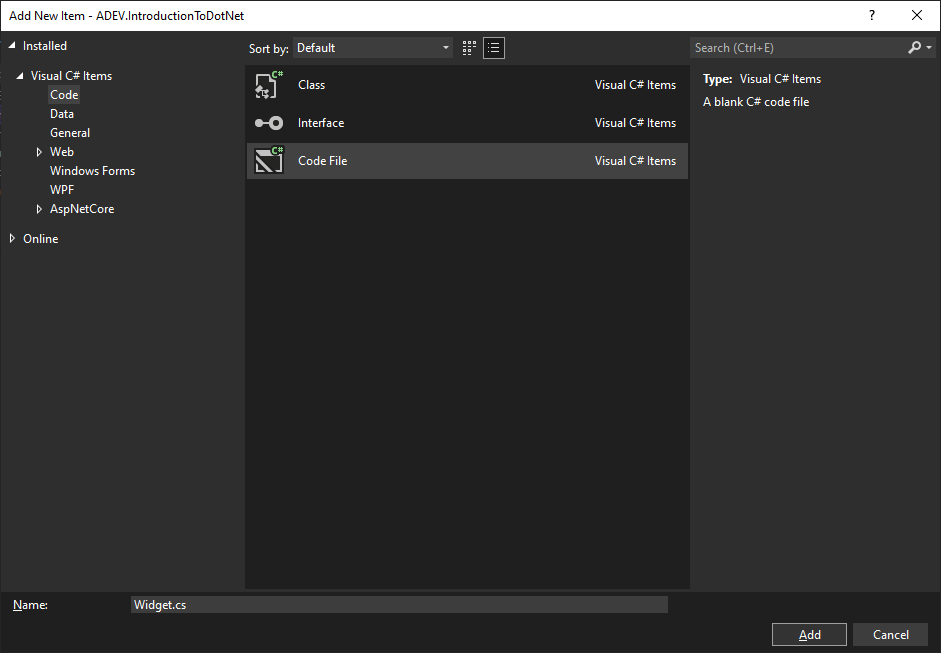 Add New Item - ADEV.IntroductionToDotNet
?
Installed
Visual C# Items
Code
Data
General
Web
Windows Forms
WPF
AspNetCore
Online
Sort by: Default
C# Class Visual C# Items
Interface Visual C# Items
C# Code File Visual C# Items
Search (Ctrl+E)
Type: Visual C# Items
A blank C# code file
Name: Widget.cs
Add Cancel